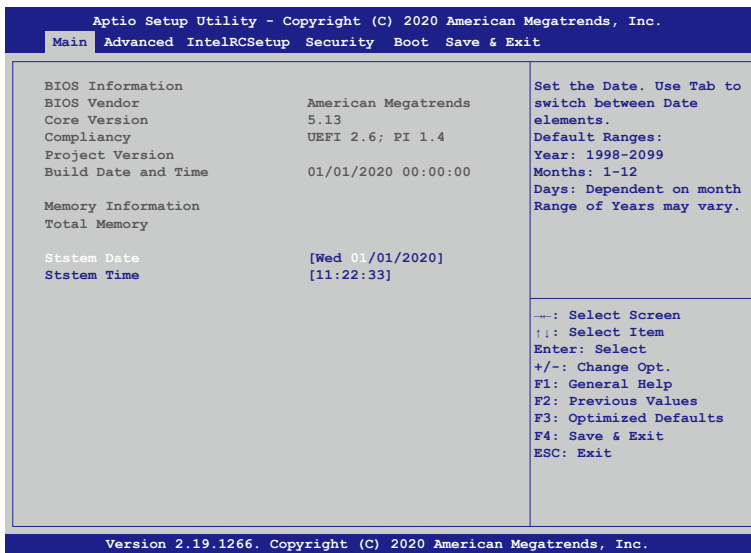 Aptio Setup Utility - Copyright (C) 2020 American Megatrends, Inc.
Main Advanced IntelRCSetup Security Boot Save & Exit
BIOS Information
BIOS Vendor American Megatrends
Core Version 5.13
Compliancy UEFI 2.6; PI 1.4
Project Version
Build Date and Time 01/01/2020 00:00:00
Memory Information
Total Memory
Ststem Date [Wed 01/01/2020]
Ststem Time [11:22:33]
Set the Date. Use Tab to
switch between Date
elements.
Default Ranges:
Year: 1998-2099
Months: 1-12
Days: Dependent on month
Range of Years may vary.
→←: Select Screen
↑↓: Select Item
Enter: Select
+/-: Change Opt.
F1: General Help
F2: Previous Values
F3: Optimized Defaults
F4: Save & Exit
ESC: Exit
Version 2.19.1266. Copyright (C) 2020 American Megatrends, Inc.